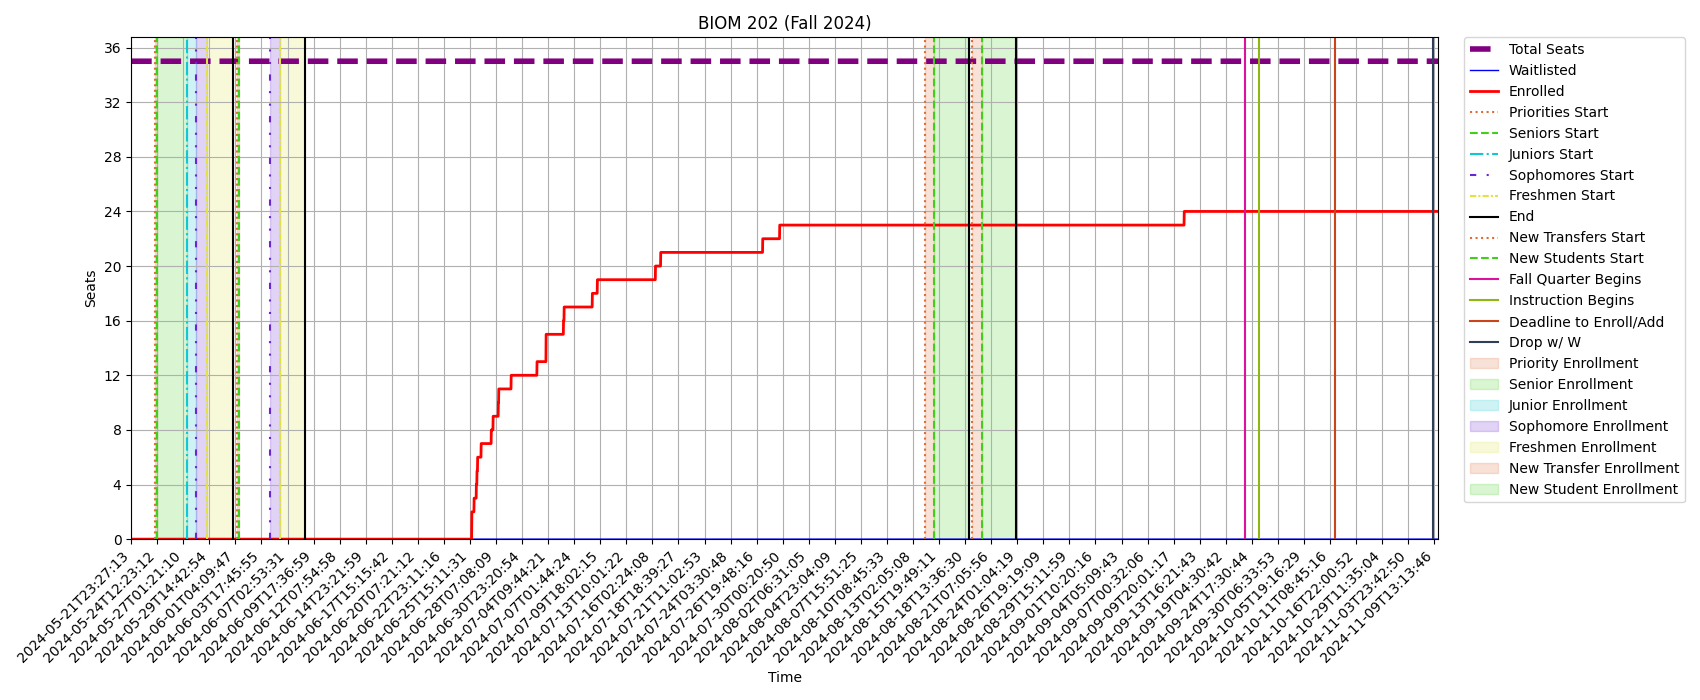 BIOM 202 (Fall 2024)
Seats
36
32
28
24
20
16
12
8
4
0
2024-05-21T23:27:13
2024-05-24T12:23:12
2024-05-27T01:21:10
2024-05-29T14:42:54
2024-06-01T04:09:47
2024-06-03T17:45:55
2024-06-07T02:53:31
2024-06-09T17:36:59
2024-06-12T07:54:58
2024-06-14T23:21:59
2024-06-17T15:15:42
2024-06-20T07:21:12
2024-06-22T23:11:16
2024-06-25T15:11:31
2024-06-28T07:08:09
2024-06-30T23:20:54
2024-07-04T09:44:21
2024-07-07T01:44:24
2024-07-09T18:02:15
2024-07-13T10:01:22
2024-07-16T02:24:08
2024-07-18T18:39:27
2024-07-21T11:02:53
2024-07-24T03:30:48
2024-07-26T19:48:16
2024-07-30T00:20:50
2024-08-02T06:31:05
2024-08-04T23:04:09
2024-08-07T15:51:25
2024-08-10T08:45:33
2024-08-13T02:05:08
2024-08-15T19:49:11
2024-08-18T13:36:30
2024-08-21T07:05:56
2024-08-24T01:04:19
2024-08-26T19:19:09
2024-08-29T15:11:59
2024-09-01T10:20:16
2024-09-04T05:09:43
2024-09-07T00:32:06
2024-09-09T20:01:17
2024-09-13T16:21:43
2024-09-19T04:30:42
2024-09-24T17:30:44
2024-09-30T06:33:53
2024-10-05T19:16:29
2024-10-11T08:45:16
2024-10-16T22:00:52
2024-10-29T11:35:04
2024-11-03T23:42:50
2024-11-09T13:13:46
Time
Total Seats
Waitlisted
Enrolled
Priorities Start
Seniors Start
Juniors Start
Sophomores Start
Freshmen Start
End
New Transfers Start
New Students Start
Fall Quarter Begins
Instruction Begins
Deadline to Enroll/Add
Drop w/ W
Priority Enrollment
Senior Enrollment
Junior Enrollment
Sophomore Enrollment
Freshmen Enrollment
New Transfer Enrollment
New Student Enrollment